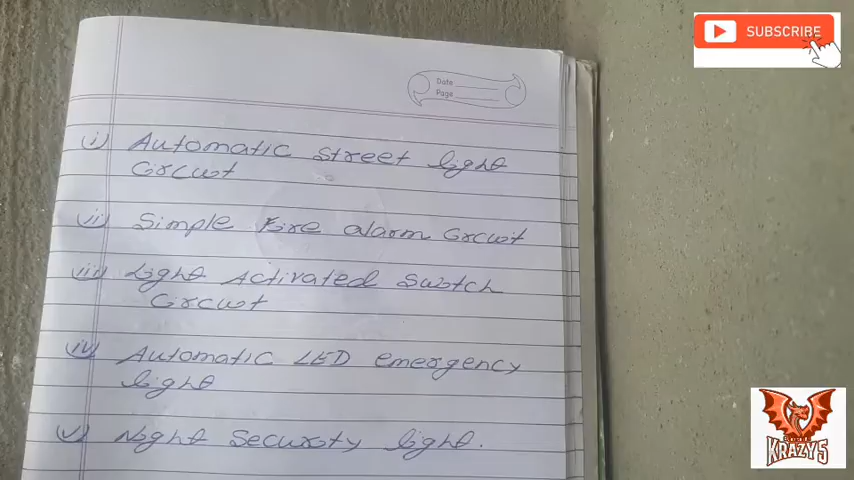 SUBSCRIBE
Date
Page
(i) Automatic street light
Circuit
(ii) Simple Fire alarm Circuit
(iii) Light Activated Switch
Circuit
(iv) Automatic LED emergency
light
(v) Night Security light.
KRAZY5